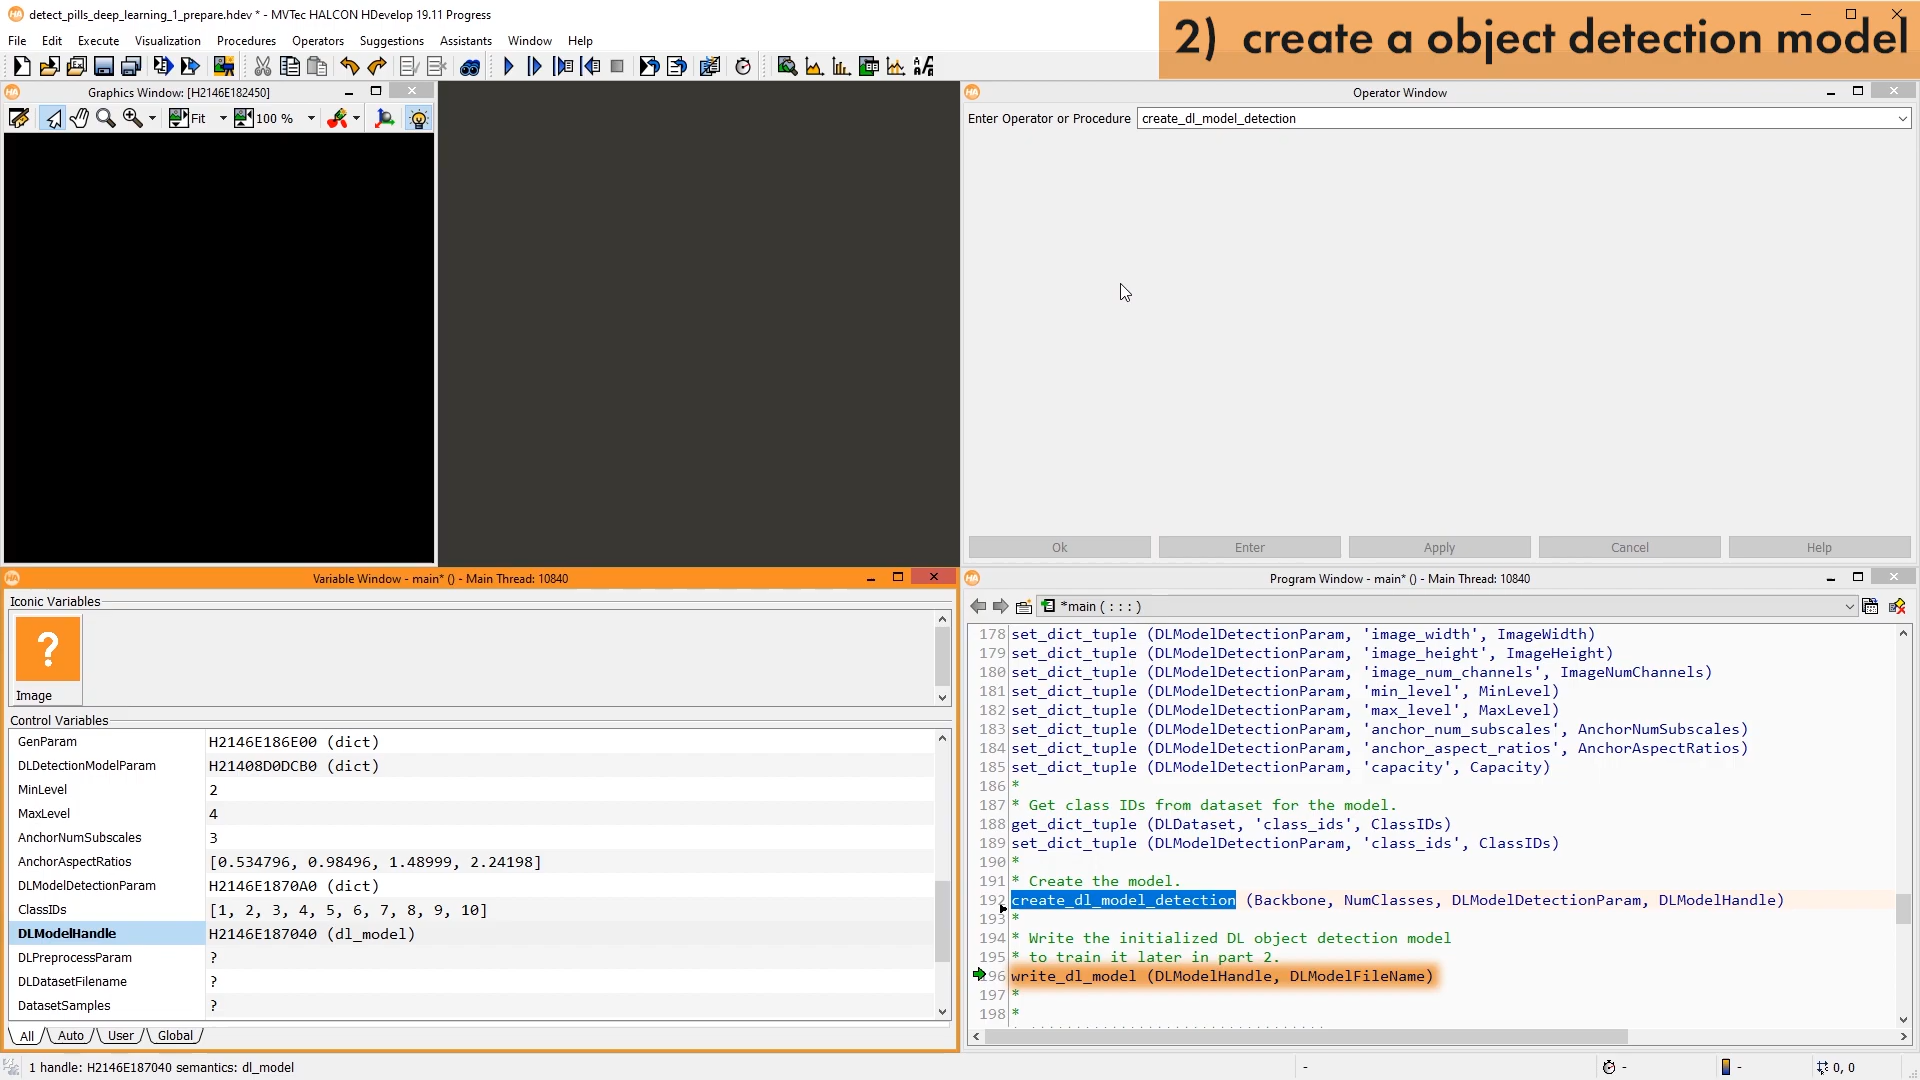 detect_pills_deep_learning_1_prepare.hdev * - MVTec HALCON HDevelop 19.11 Progress
2) create a object detection model
File Edit Execute Visualization Procedures Operators Suggestions Assistants Window Help
Graphics Window: [H2146E182450]
Fit 100 %
Operator Window
Enter Operator or Procedure create_dl_model_detection
Ok Enter Apply Cancel Help
Variable Window - main* () - Main Thread: 10840
Iconic Variables
?
Image
Control Variables
GenParam H2146E186E00 (dict)
DLDetectionModelParam H21408D0DCB0 (dict)
MinLevel 2
MaxLevel 4
AnchorNumSubscales 3
AnchorAspectRatios [0.534796, 0.98496, 1.48999, 2.24198]
DLModelDetectionParam H2146E1870A0 (dict)
ClassIDs [1, 2, 3, 4, 5, 6, 7, 8, 9, 10]
DLModelHandle H2146E187040 (dl_model)
DLPreprocessParam ?
DLDatasetFilename ?
DatasetSamples ?
All Auto User Global
Program Window - main* () - Main Thread: 10840
*main ( : : : )
178 set_dict_tuple (DLModelDetectionParam, 'image_width', ImageWidth)
179 set_dict_tuple (DLModelDetectionParam, 'image_height', ImageHeight)
180 set_dict_tuple (DLModelDetectionParam, 'image_num_channels', ImageNumChannels)
181 set_dict_tuple (DLModelDetectionParam, 'min_level', MinLevel)
182 set_dict_tuple (DLModelDetectionParam, 'max_level', MaxLevel)
183 set_dict_tuple (DLModelDetectionParam, 'anchor_num_subscales', AnchorNumSubscales)
184 set_dict_tuple (DLModelDetectionParam, 'anchor_aspect_ratios', AnchorAspectRatios)
185 set_dict_tuple (DLModelDetectionParam, 'capacity', Capacity)
186 *
187 * Get class IDs from dataset for the model.
188 get_dict_tuple (DLDataset, 'class_ids', ClassIDs)
189 set_dict_tuple (DLModelDetectionParam, 'class_ids', ClassIDs)
190 *
191 * Create the model.
192 create_dl_model_detection (Backbone, NumClasses, DLModelDetectionParam, DLModelHandle)
193 *
194 * Write the initialized DL object detection model
195 * to train it later in part 2.
196 write_dl_model (DLModelHandle, DLModelFileName)
197 *
198 *
1 handle: H2146E187040 semantics: dl_model
- - - 0, 0